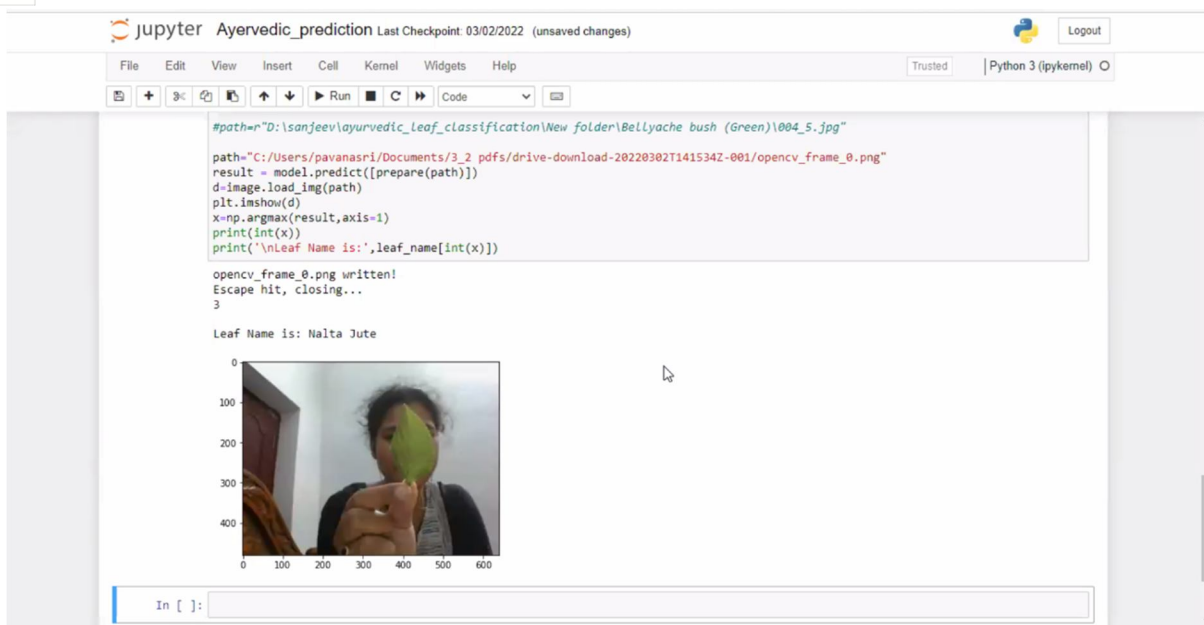 jupyter Ayervedic_prediction Last Checkpoint: 03/02/2022 (unsaved changes) Logout
File Edit View Insert Cell Kernel Widgets Help Trusted Python 3 (ipykernel)
Run Code
#path=r"D:\sanjeev\ayurvedic_leaf_classification\New folder\Bellyache bush (Green)\004_5.jpg"
path="C:/Users/pavanasri/Documents/3_2 pdfs/drive-download-20220302T141534Z-001/opencv_frame_0.png"
result = model.predict([prepare(path)])
d=image.load_img(path)
plt.imshow(d)
x=np.argmax(result,axis=1)
print(int(x))
print('\nLeaf Name is:',leaf_name[int(x)])
opencv_frame_0.png written!
Escape hit, closing...
3
Leaf Name is: Nalta Jute
0
100
200
300
400
0 100 200 300 400 500 600
In [ ]: